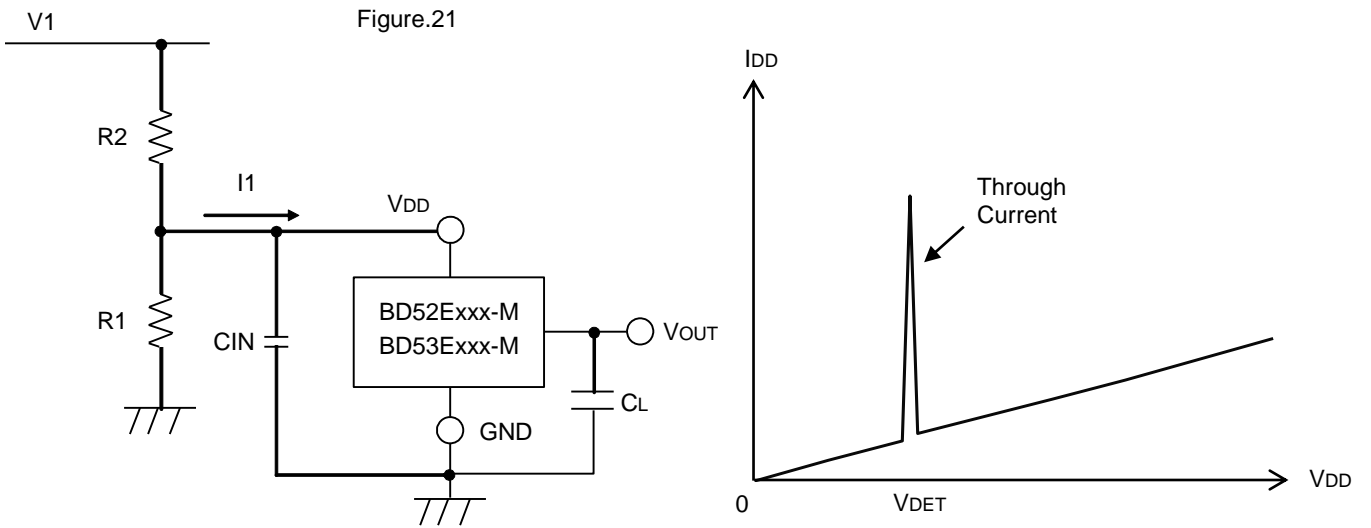 Figure.21
V1
R2
I1
VDD
R1
CIN
BD52Exxx-M
BD53Exxx-M
VOUT
CL
GND
IDD
Through
Current
0
VDET
VDD